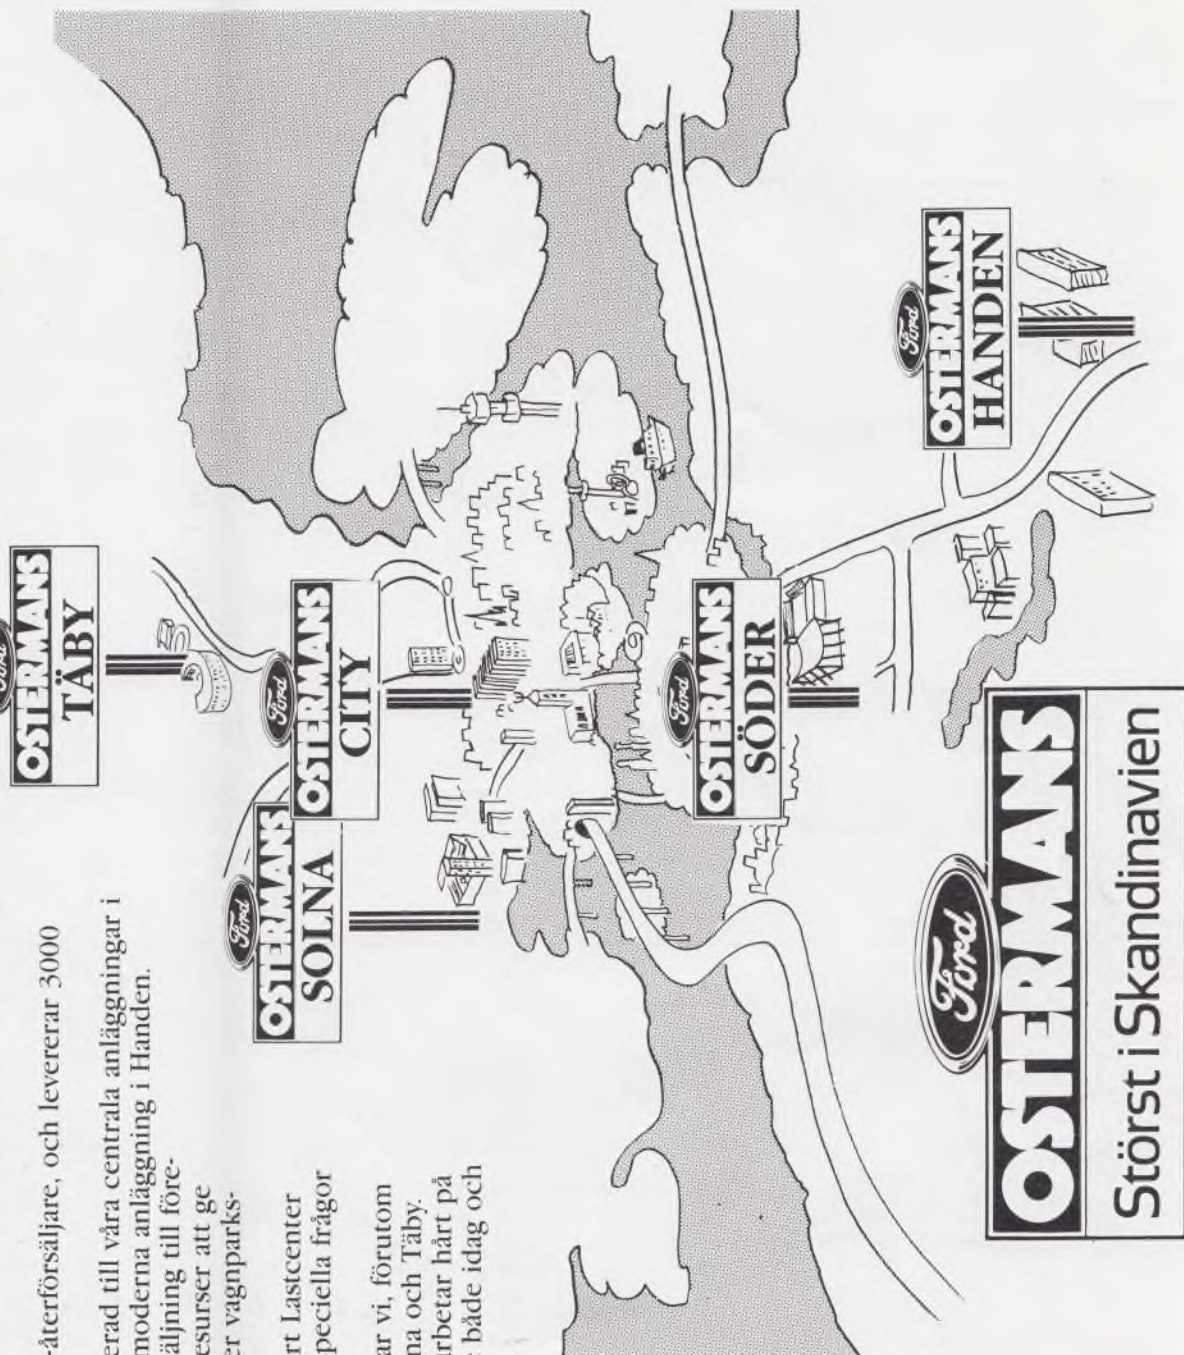 -återförsäljare, och levererar 3000
erad till våra centrala anläggningar i
moderna anläggning i Handen.
äljning till före-
esurser att ge
er vagnparks-
rt Lastcenter
peciella frågor
ar vi, förutom
na och Täby.
arbetar hårt på
både idag och
Ford
OSTERMANS
TÄBY
Ford
OSTERMANS
SOLNA
Ford
OSTERMANS
CITY
Ford
OSTERMANS
SÖDER
Ford
OSTERMANS
HANDEN
Ford
OSTERMANS
Störst i Skandinavien